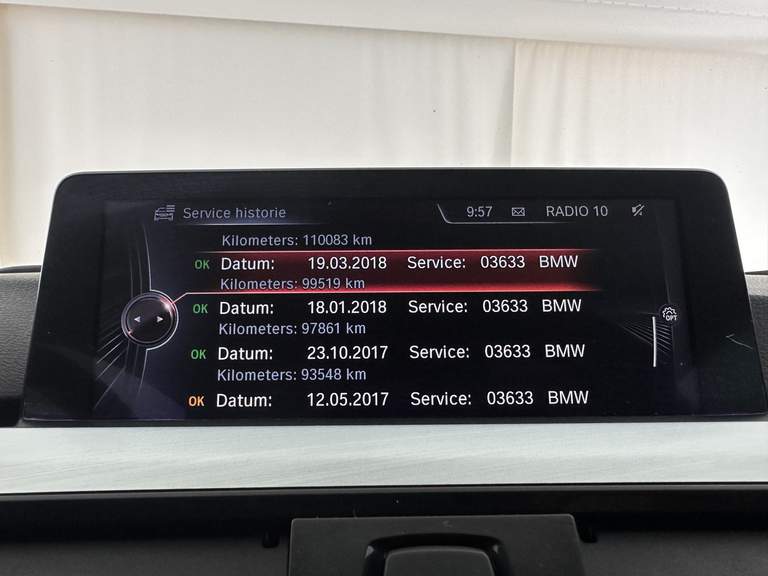 Service historie 9:57 RADIO 10
Kilometers: 110083 km
OK Datum: 19.03.2018 Service: 03633 BMW
Kilometers: 99519 km
OK Datum: 18.01.2018 Service: 03633 BMW
Kilometers: 97861 km
OK Datum: 23.10.2017 Service: 03633 BMW
Kilometers: 93548 km
OK Datum: 12.05.2017 Service: 03633 BMW
OPT